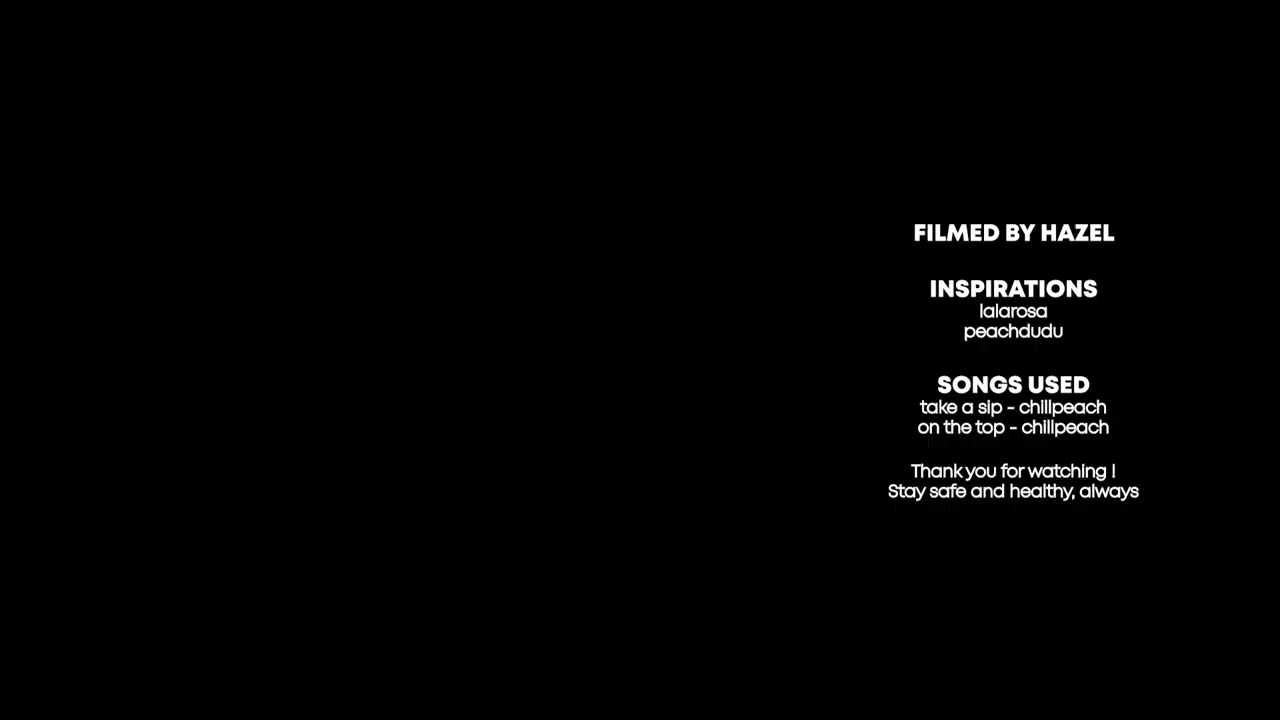 FILMED BY HAZEL
INSPIRATIONS
lalarosa
peachdudu
SONGS USED
take a sip - chillpeach
on the top - chillpeach
Thank you for watching !
Stay safe and healthy, always